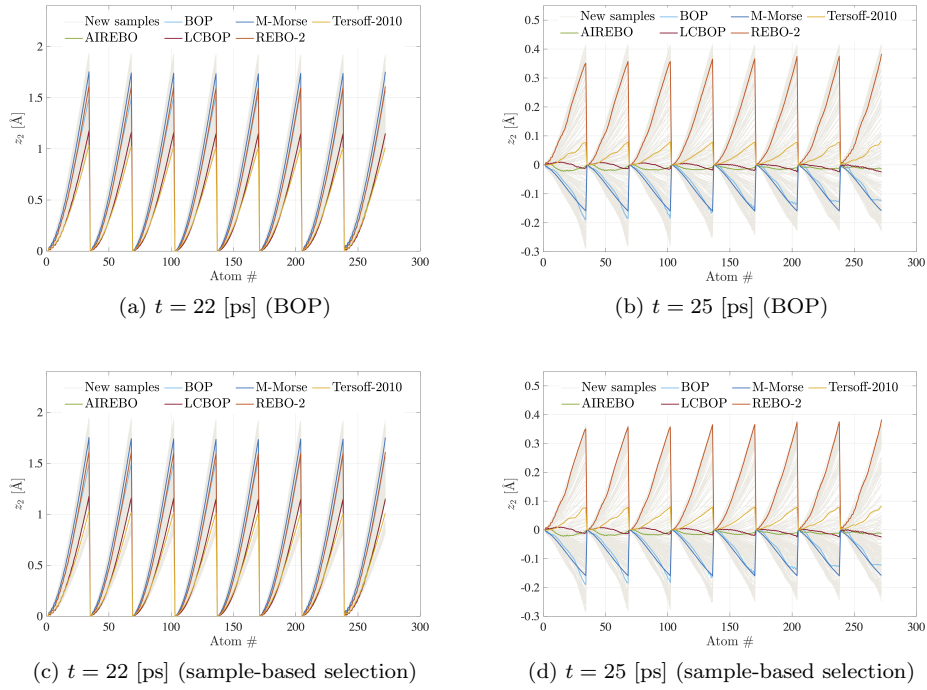 New samples BOP M-Morse Tersoff-2010
AIREBO LCBOP REBO-2
2
1.5
1
0.5
0
z₂ [Å]
0 50 100 150 200 250 300
Atom #
(a) t = 22 [ps] (BOP)
New samples BOP M-Morse Tersoff-2010
AIREBO LCBOP REBO-2
0.5
0.4
0.3
0.2
0.1
0
-0.1
-0.2
-0.3
z₂ [Å]
0 50 100 150 200 250 300
Atom #
(b) t = 25 [ps] (BOP)
New samples BOP M-Morse Tersoff-2010
AIREBO LCBOP REBO-2
2
1.5
1
0.5
0
z₂ [Å]
0 50 100 150 200 250 300
Atom #
(c) t = 22 [ps] (sample-based selection)
New samples BOP M-Morse Tersoff-2010
AIREBO LCBOP REBO-2
0.5
0.4
0.3
0.2
0.1
0
-0.1
-0.2
-0.3
z₂ [Å]
0 50 100 150 200 250 300
Atom #
(d) t = 25 [ps] (sample-based selection)